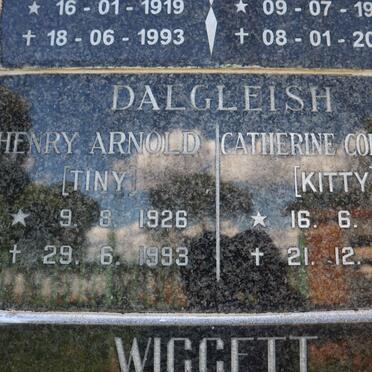 ★ 16-01-1919 ★ 09-07-19
✝ 18-06-1993 ✝ 08-01-20
DALGLEISH
HENRY ARNOLD CATHERINE CO
[TINY] [KITTY
★ 9. 8. 1926 ★ 16. 6.
✝ 29. 6. 1993 ✝ 21. 12.
WIGGETT